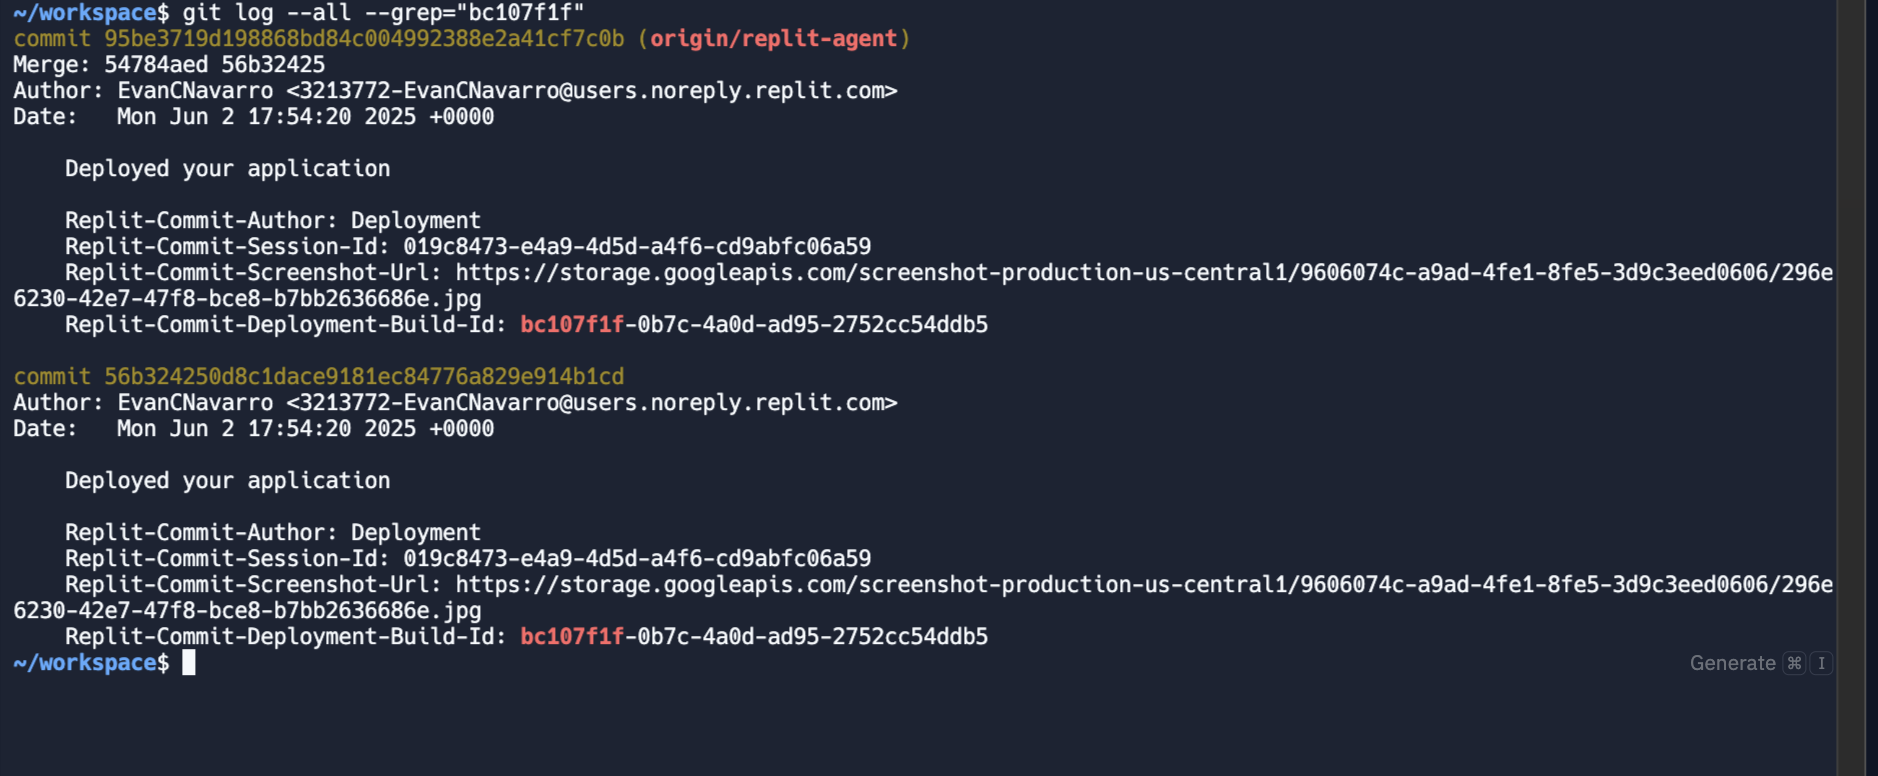 ~/workspace$ git log --all --grep="bc107f1f"
commit 95be3719d198868bd84c004992388e2a41cf7c0b (origin/replit-agent)
Merge: 54784aed 56b32425
Author: EvanCNavarro <3213772-EvanCNavarro@users.noreply.replit.com>
Date:   Mon Jun 2 17:54:20 2025 +0000

    Deployed your application

    Replit-Commit-Author: Deployment
    Replit-Commit-Session-Id: 019c8473-e4a9-4d5d-a4f6-cd9abfc06a59
    Replit-Commit-Screenshot-Url: https://storage.googleapis.com/screenshot-production-us-central1/9606074c-a9ad-4fe1-8fe5-3d9c3eed0606/296e
6230-42e7-47f8-bce8-b7bb2636686e.jpg
    Replit-Commit-Deployment-Build-Id: bc107f1f-0b7c-4a0d-ad95-2752cc54ddb5

commit 56b324250d8c1dace9181ec84776a829e914b1cd
Author: EvanCNavarro <3213772-EvanCNavarro@users.noreply.replit.com>
Date:   Mon Jun 2 17:54:20 2025 +0000

    Deployed your application

    Replit-Commit-Author: Deployment
    Replit-Commit-Session-Id: 019c8473-e4a9-4d5d-a4f6-cd9abfc06a59
    Replit-Commit-Screenshot-Url: https://storage.googleapis.com/screenshot-production-us-central1/9606074c-a9ad-4fe1-8fe5-3d9c3eed0606/296e
6230-42e7-47f8-bce8-b7bb2636686e.jpg
    Replit-Commit-Deployment-Build-Id: bc107f1f-0b7c-4a0d-ad95-2752cc54ddb5
~/workspace$
Generate ⌘ I